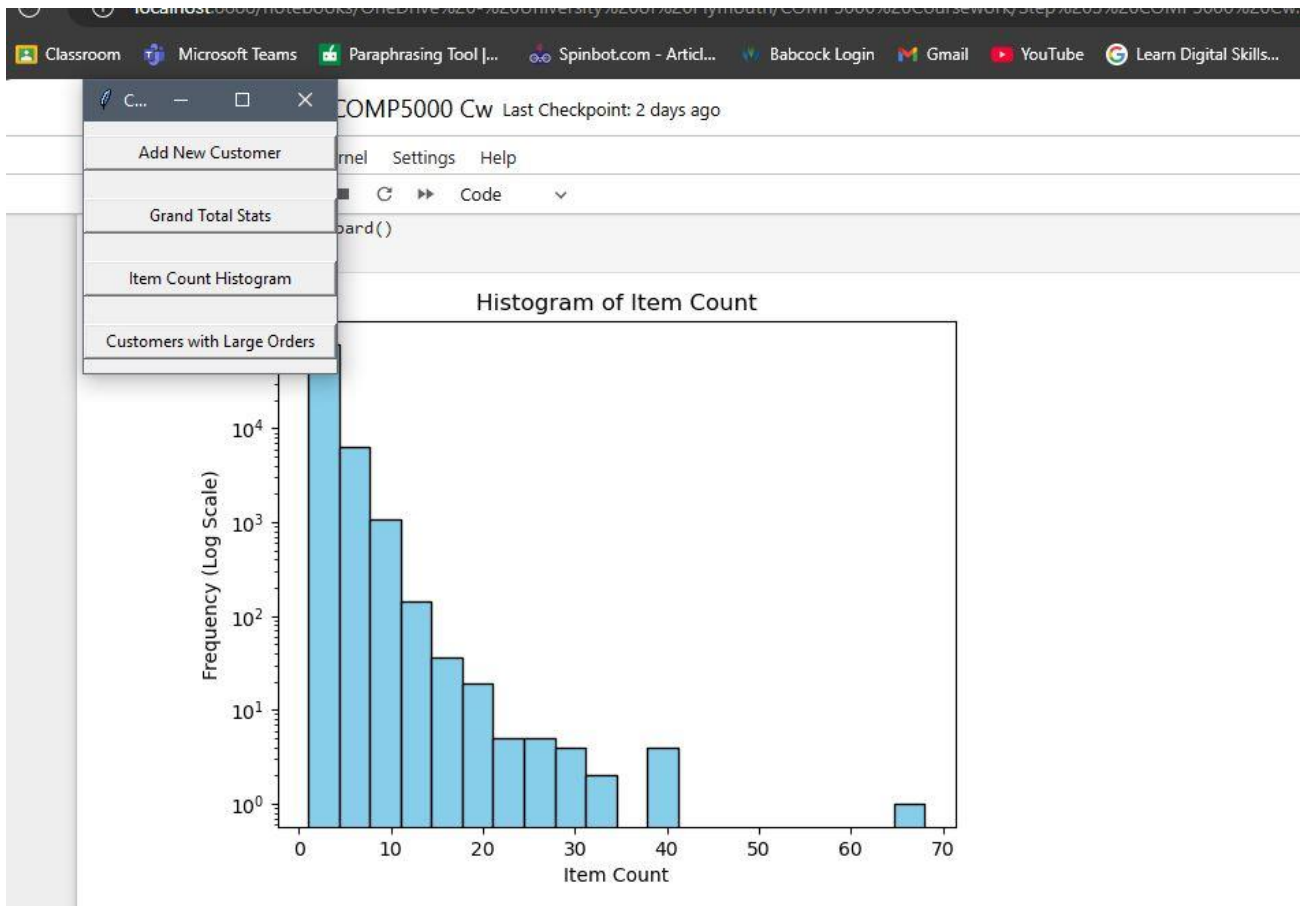 Classroom Microsoft Teams Paraphrasing Tool |... Spinbot.com - Articl... Babcock Login Gmail YouTube Learn Digital Skills...
C...
COMP5000 Cw Last Checkpoint: 2 days ago
Add New Customer
rnel Settings Help
Code
Grand Total Stats
oard()
Item Count Histogram
Histogram of Item Count
Customers with Large Orders
10⁴
10³
10²
10¹
10⁰
Frequency (Log Scale)
0 10 20 30 40 50 60 70
Item Count